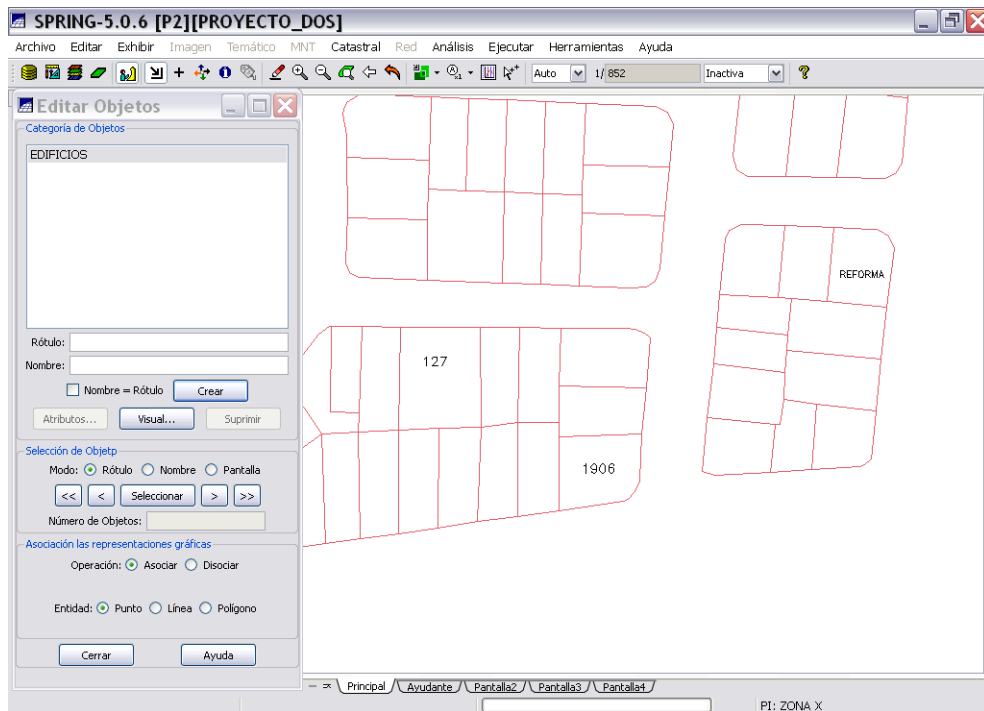 SPRING-5.0.6 [P2][PROYECTO_DOS]
Archivo Editar Exhibir Imagen Temático MNT Catastral Red Análisis Ejecutar Herramientas Ayuda
Auto 1/ 852 Inactiva
Editar Objetos
Categoría de Objetos
EDIFICIOS
Rótulo:
Nombre:
Nombre = Rótulo Crear
Atributos... Visual... Suprimir
Selección de Objetp
Modo: Rótulo Nombre Pantalla
<< < Seleccionar > >>
Número de Objetos:
Asociación las representaciones gráficas
Operación: Asociar Disociar
Entidad: Punto Línea Polígono
Cerrar Ayuda
REFORMA
127
1906
Principal Ayudante Pantalla2 Pantalla3 Pantalla4
PI: ZONA X